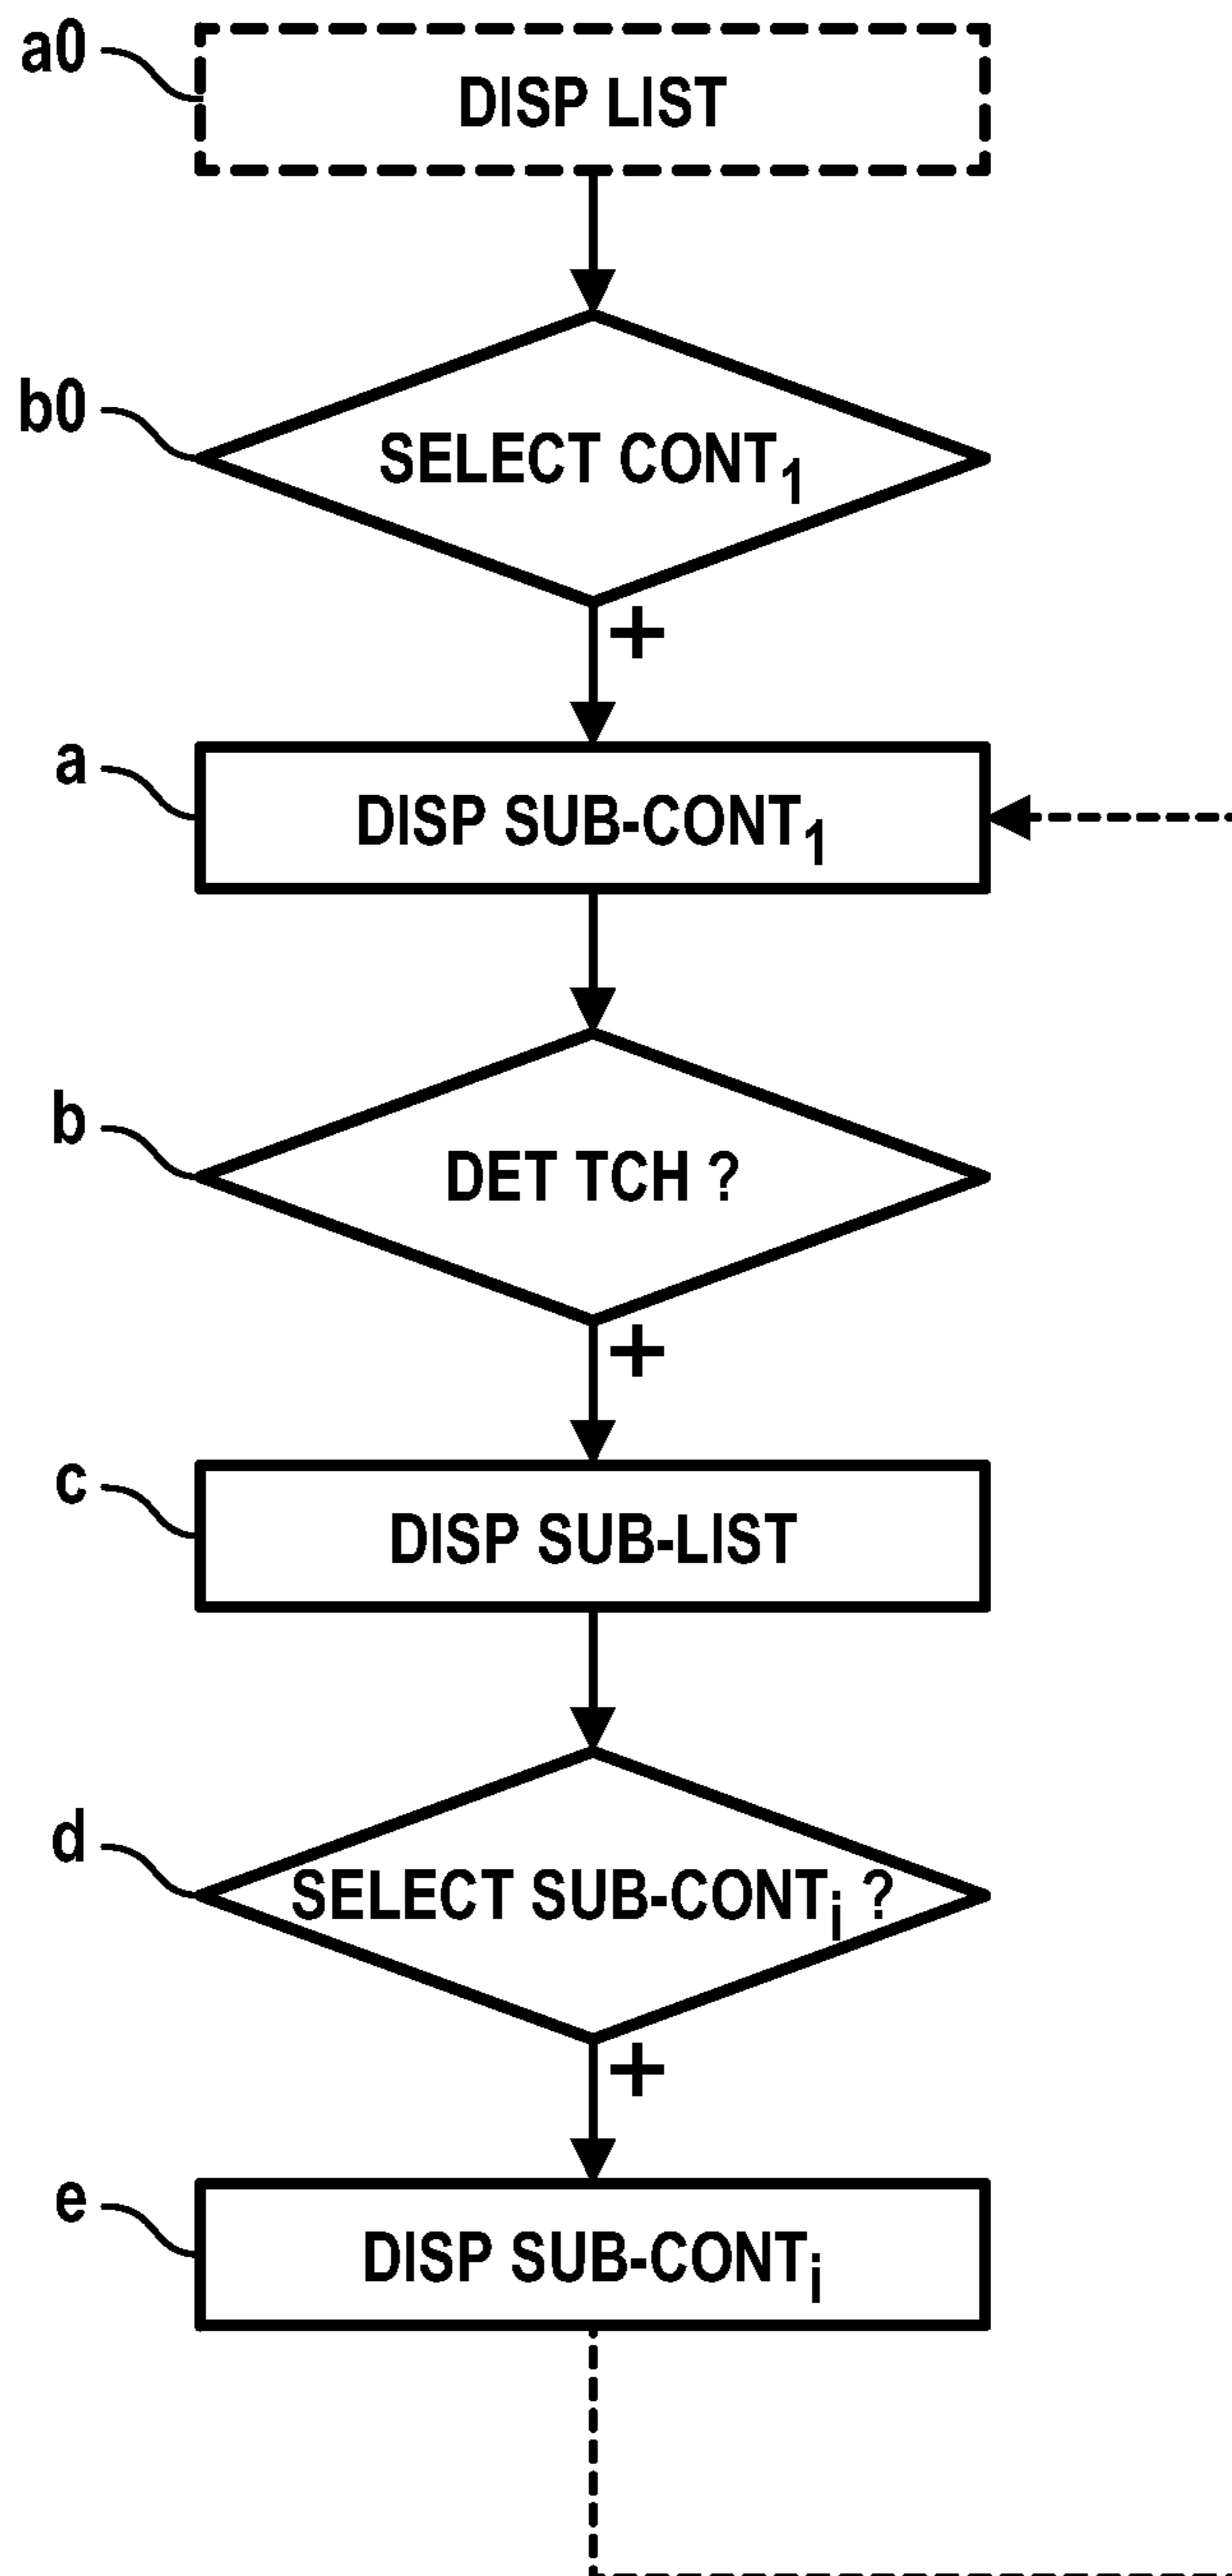 a0
DISP LIST
b0
SELECT CONT₁
+
a
DISP SUB-CONT₁
b
DET TCH ?
+
c
DISP SUB-LIST
d
SELECT SUB-CONTᵢ ?
+
e
DISP SUB-CONTᵢ